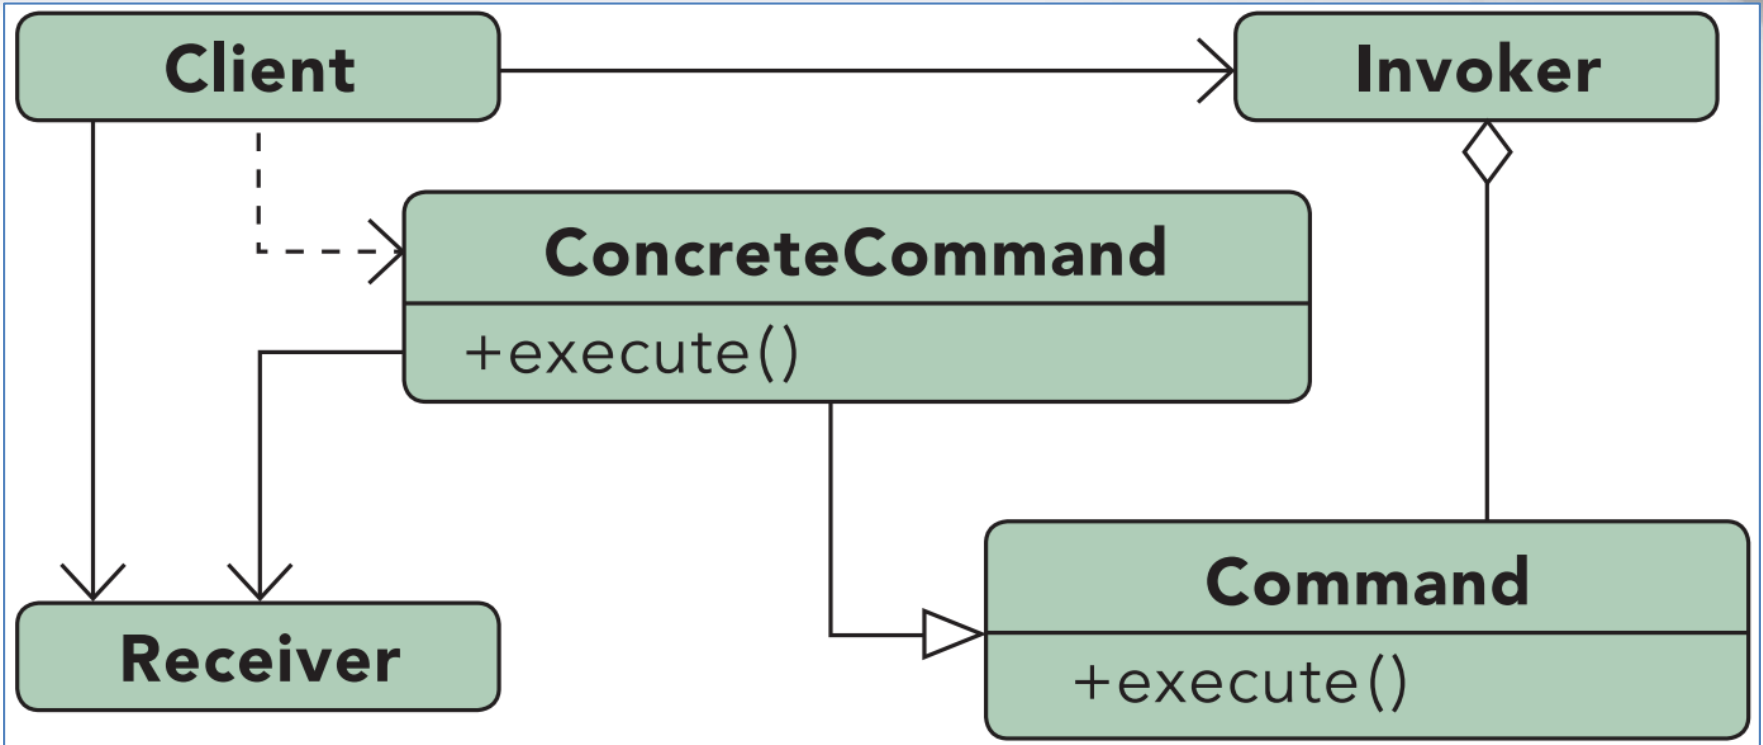 Client
Invoker
ConcreteCommand
+execute()
Command
+execute()
Receiver